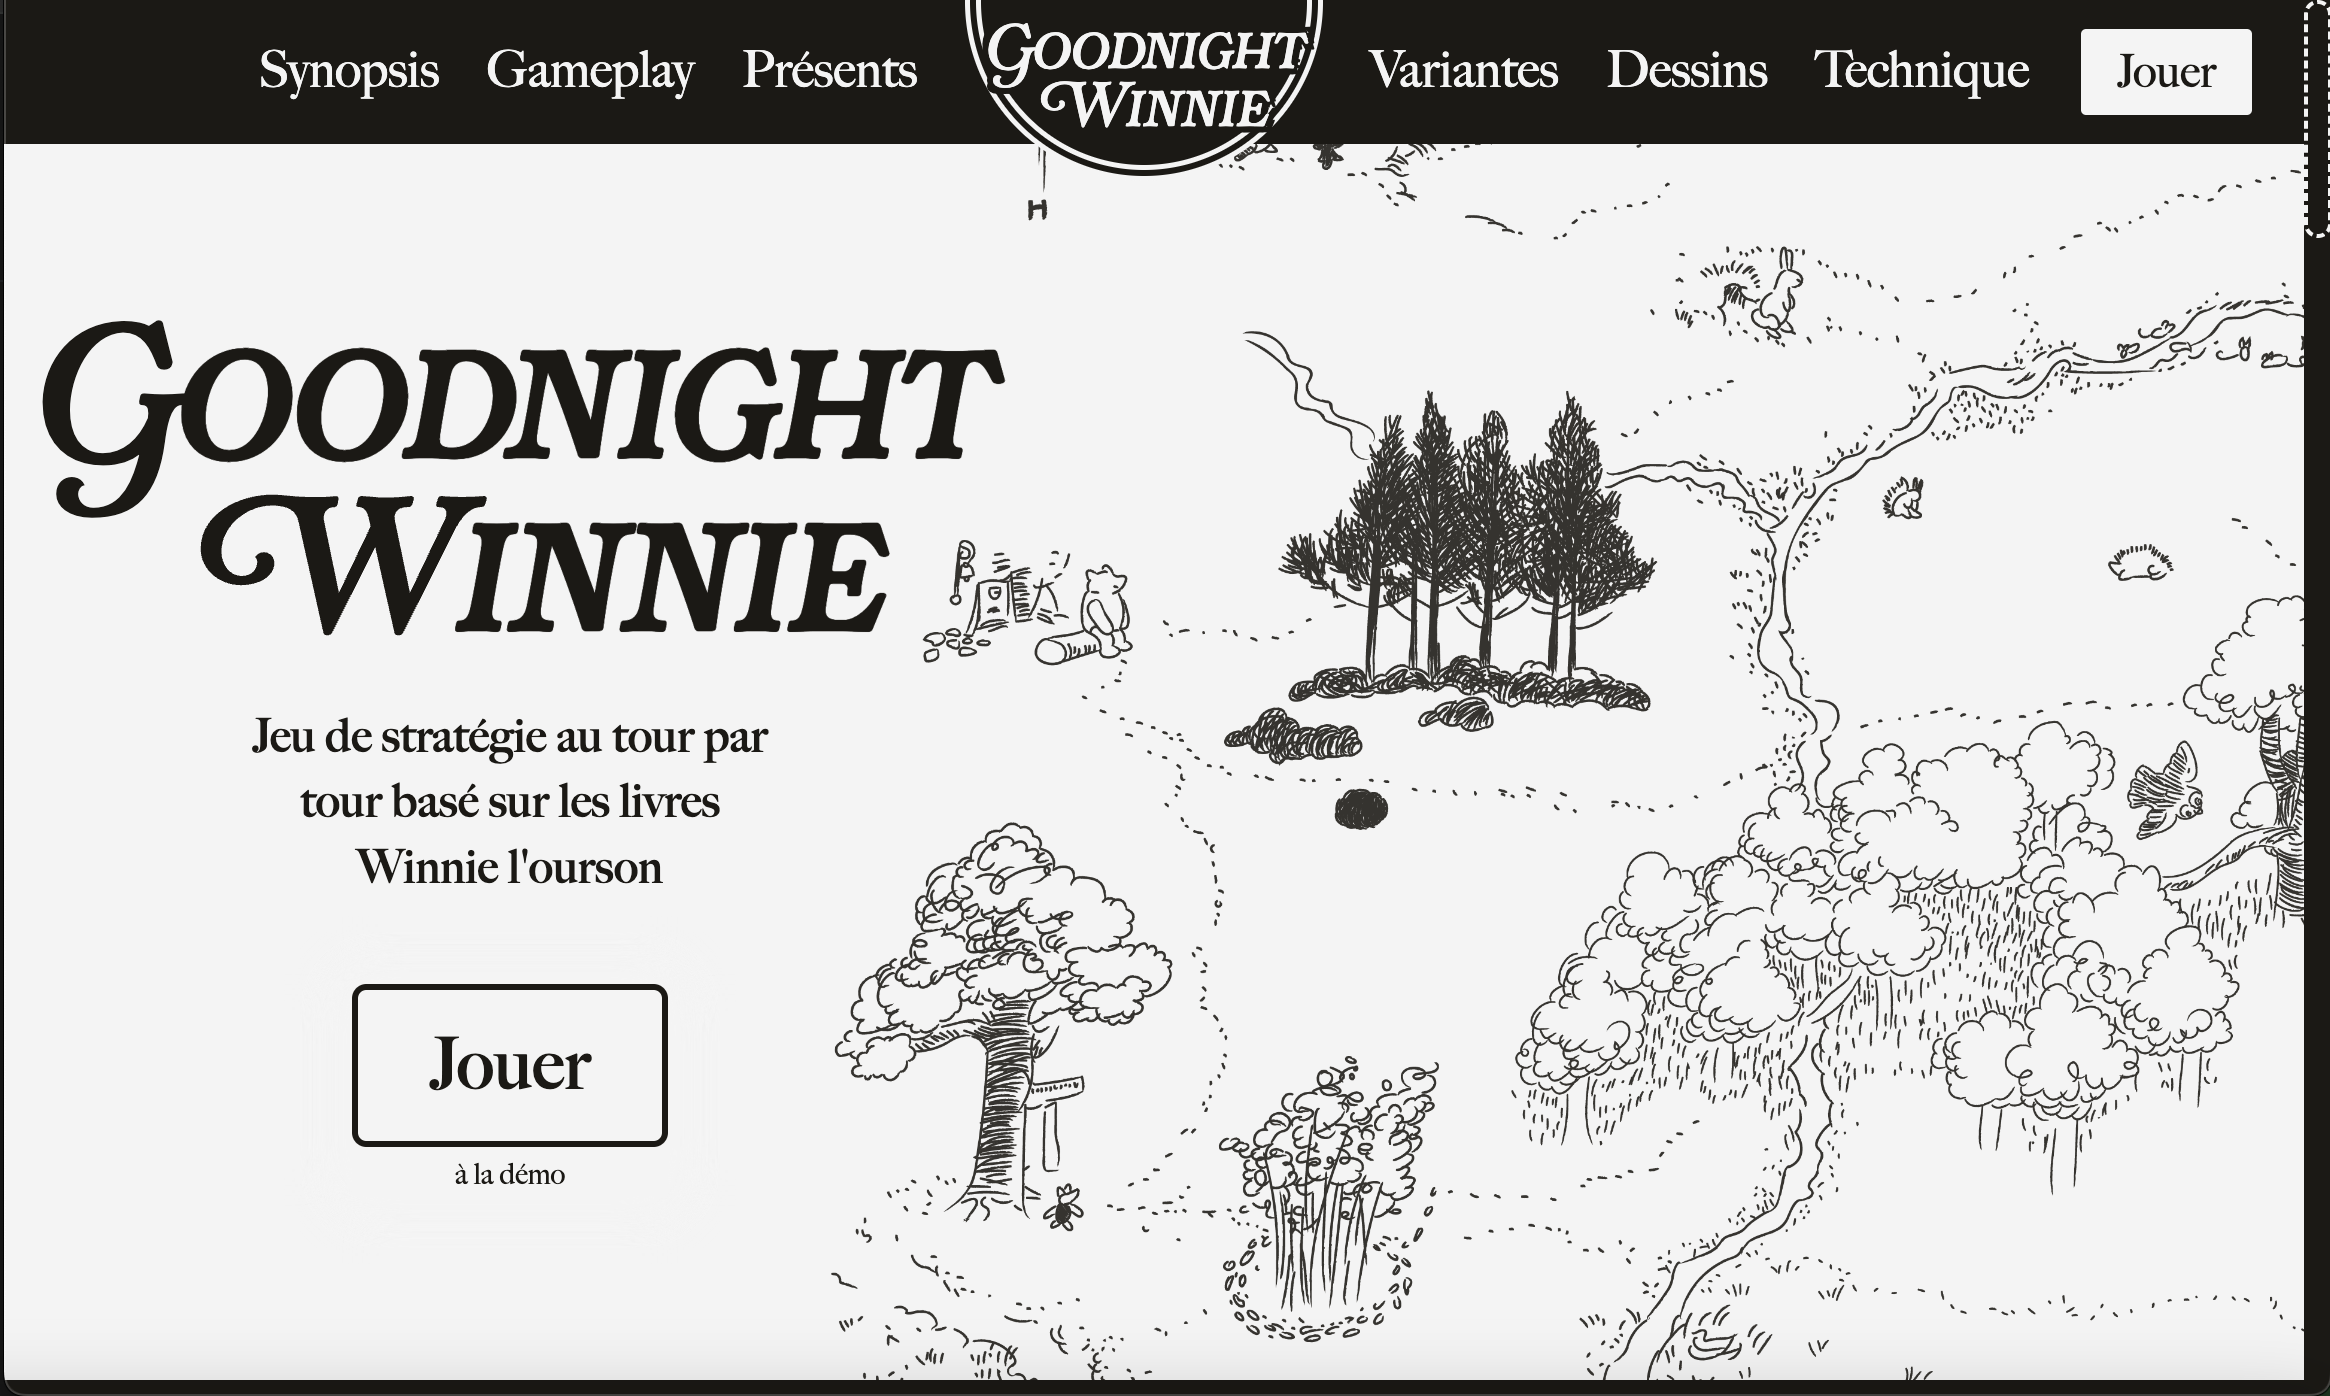 Synopsis Gameplay Présents
GOODNIGHT
WINNIE
Variantes Dessins Technique Jouer
H
GOODNIGHT
WINNIE
Jeu de stratégie au tour par
tour basé sur les livres
Winnie l'ourson
Jouer
à la démo